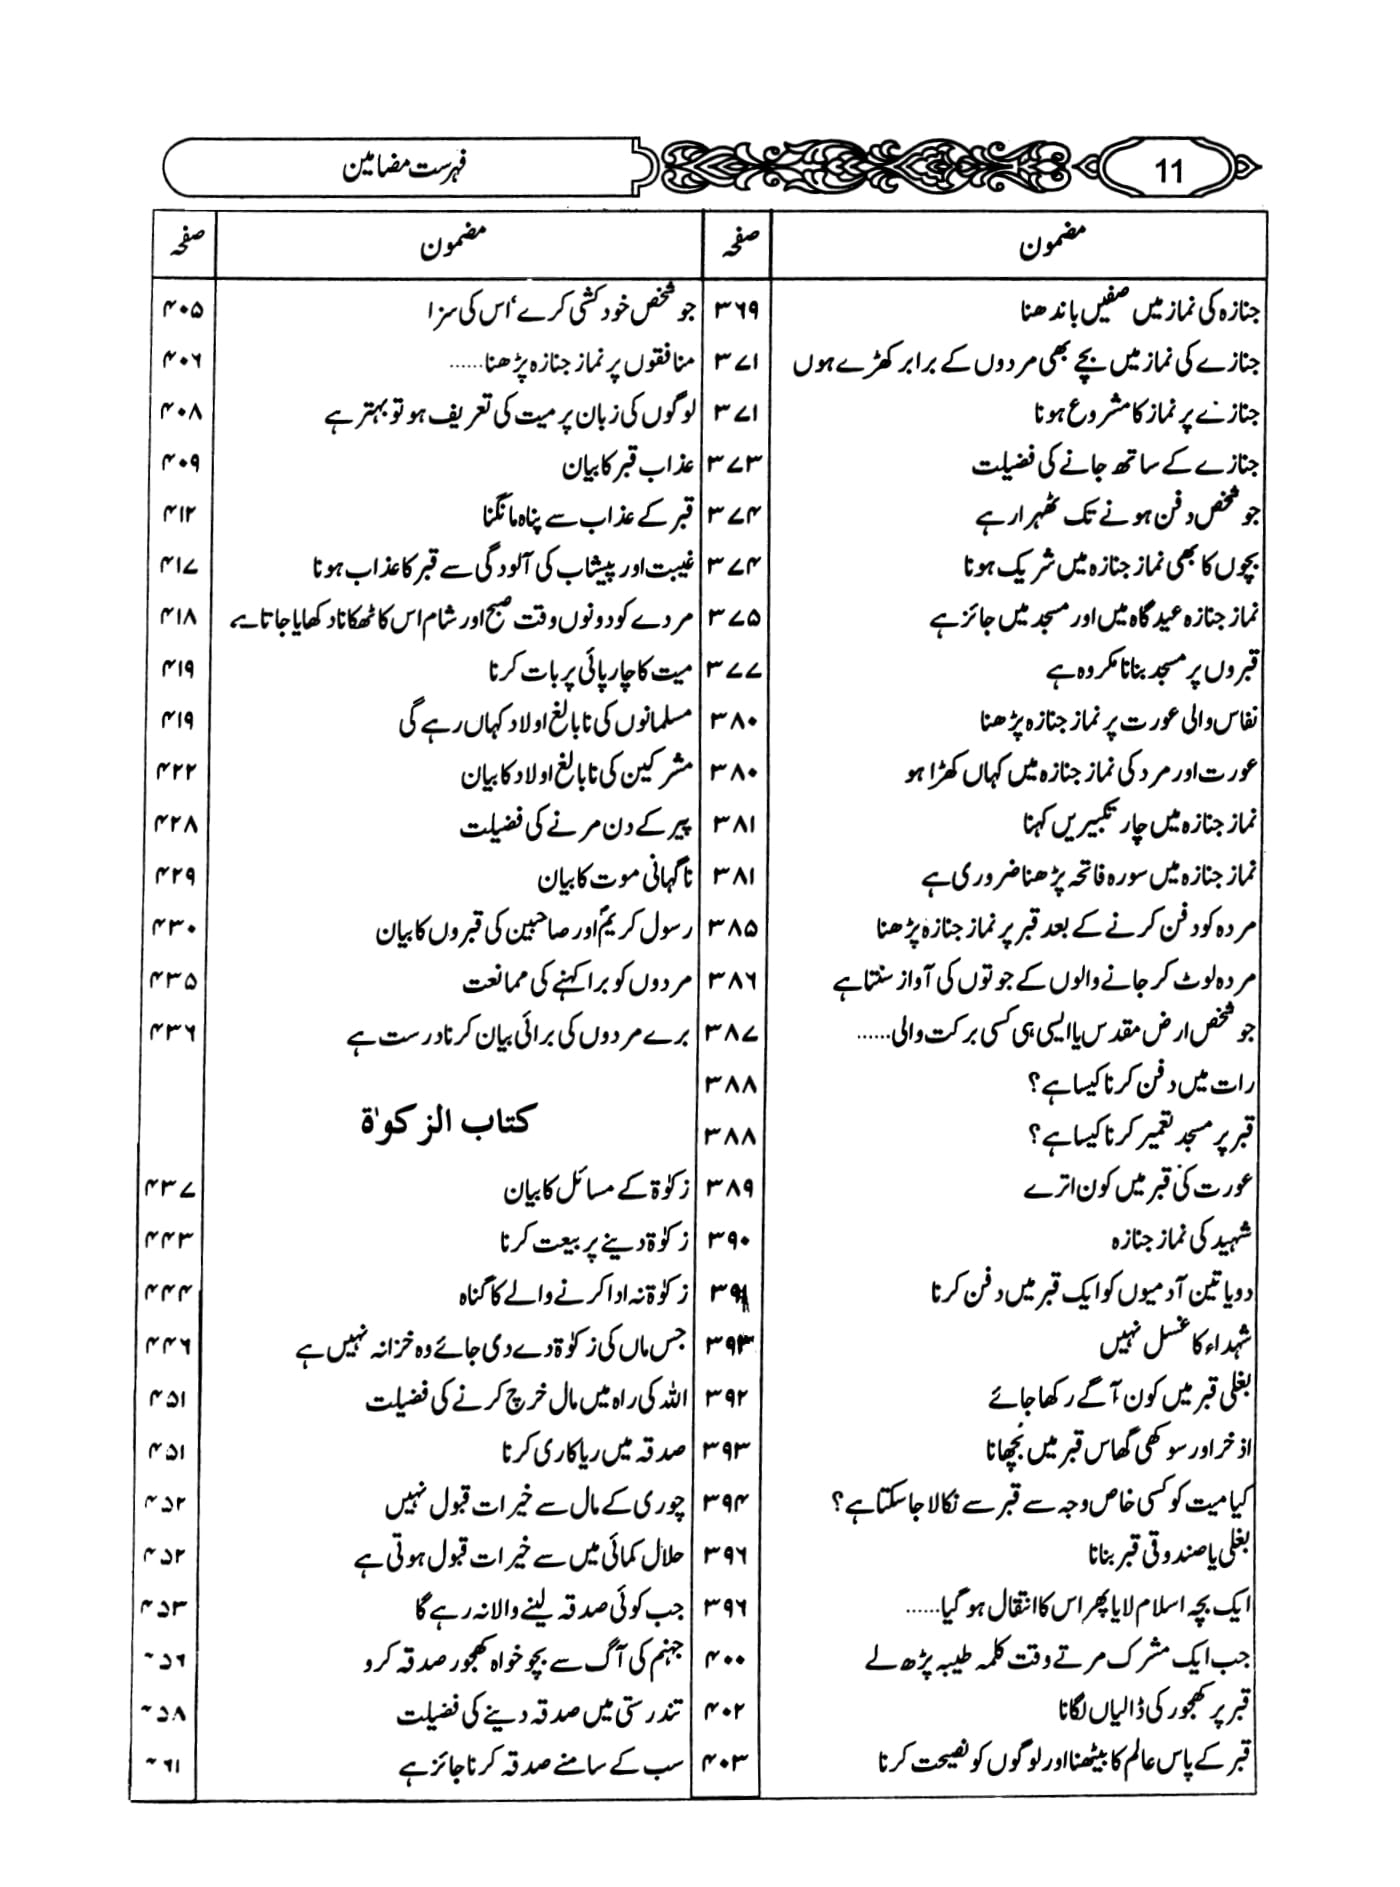 فہرست مضامین 11
مضمون صفحہ
جنازہ کی نماز میں صفیں باندھنا ۳۶۹
جنازے کی نماز میں بچے بھی مردوں کے برابر کھڑے ہوں ۳۷۱
جنازے پر نماز کا مشروع ہونا ۳۷۱
جنازے کے ساتھ جانے کی فضیلت ۳۷۳
جو شخص دفن ہونے تک ٹھہرا رہے ۳۷۴
بچوں کا بھی نماز جنازہ میں شریک ہونا ۳۷۴
نماز جنازہ عیدگاہ میں اور مسجد میں جائز ہے ۳۷۵
قبروں پر مسجد بنانا مکروہ ہے ۳۷۷
نفاس والی عورت پر نماز جنازہ پڑھنا ۳۸۰
عورت اور مرد کی نماز جنازہ میں کہاں کھڑا ہو ۳۸۰
نماز جنازہ میں چار تکبیریں کہنا ۳۸۱
نماز جنازہ میں سورہ فاتحہ پڑھنا ضروری ہے ۳۸۱
مردہ کو دفن کرنے کے بعد قبر پر نماز جنازہ پڑھنا ۳۸۵
مردہ لوٹ کر جانے والوں کے جوتوں کی آواز سنتا ہے ۳۸۶
جو شخص ارض مقدس یا ایسی ہی کسی برکت والی...... ۳۸۷
رات میں دفن کرنا کیسا ہے؟ ۳۸۸
قبر پر مسجد تعمیر کرنا کیسا ہے؟ ۳۸۸
عورت کی قبر میں کون اترے ۳۸۹
شہید کی نماز جنازہ ۳۹۰
دو یا تین آدمیوں کو ایک قبر میں دفن کرنا
شہداء کا غسل نہیں
بغلی قبر میں کون آگے رکھا جائے ۳۹۲
اذخر اور سوکھی گھاس قبر میں بچھانا ۳۹۳
کیا میت کو کسی خاص وجہ سے قبر سے نکالا جا سکتا ہے؟ ۳۹۴
بغلی یا صندوقی قبر بنانا ۳۹۶
ایک بچہ اسلام لایا پھر اس کا انتقال ہو گیا...... ۳۹۶
جب ایک مشرک مرتے وقت کلمہ طیبہ پڑھ لے ۴۰۰
قبر پر کھجور کی ڈالیاں لگانا ۴۰۲
قبر کے پاس عالم کا بیٹھنا اور لوگوں کو نصیحت کرنا ۴۰۳
مضمون صفحہ
جو شخص خودکشی کرے‘ اس کی سزا ۴۰۵
منافقوں پر نماز جنازہ پڑھنا...... ۴۰۶
لوگوں کی زبان پر میت کی تعریف ہو تو بہتر ہے ۴۰۸
عذاب قبر کا بیان ۴۰۹
قبر کے عذاب سے پناہ مانگنا ۴۱۲
غیبت اور پیشاب کی آلودگی سے قبر کا عذاب ہونا ۴۱۷
مردے کو دونوں وقت صبح اور شام اس کا ٹھکانا دکھایا جاتا ہے ۴۱۸
میت کا چارپائی پر بات کرنا ۴۱۹
مسلمانوں کی نابالغ اولاد کہاں رہے گی ۴۱۹
مشرکین کی نابالغ اولاد کا بیان ۴۲۲
پیر کے دن مرنے کی فضیلت ۴۲۸
ناگہانی موت کا بیان ۴۲۹
رسول کریمؐ اور صاحبین کی قبروں کا بیان ۴۳۰
مردوں کو برا کہنے کی ممانعت ۴۳۵
برے مردوں کی برائی بیان کرنا درست ہے ۴۳۶
کتاب الزکوٰۃ
زکوٰۃ کے مسائل کا بیان ۴۳۷
زکوٰۃ دینے پر بیعت کرنا ۴۴۳
زکوٰۃ نہ ادا کرنے والے کا گناہ ۴۴۴
جس مال کی زکوٰۃ دے دی جائے وہ خزانہ نہیں ہے ۴۴۶
اللہ کی راہ میں مال خرچ کرنے کی فضیلت ۴۵۱
صدقہ میں ریاکاری کرنا ۴۵۱
چوری کے مال سے خیرات قبول نہیں ۴۵۲
حلال کمائی میں سے خیرات قبول ہوتی ہے ۴۵۲
جب کوئی صدقہ لینے والا نہ رہے گا ۴۵۳
جہنم کی آگ سے بچو خواہ کھجور صدقہ کرو ۴۵۶
تندرستی میں صدقہ دینے کی فضیلت ۴۵۸
سب کے سامنے صدقہ کرنا جائز ہے ۴۶۱